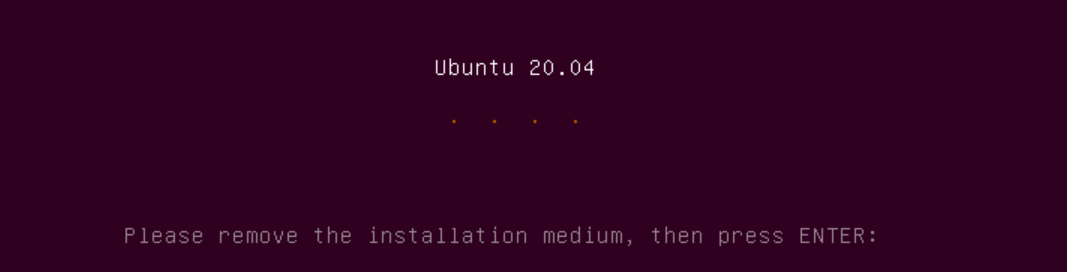 Ubuntu 20.04
. . . .
Please remove the installation medium, then press ENTER: